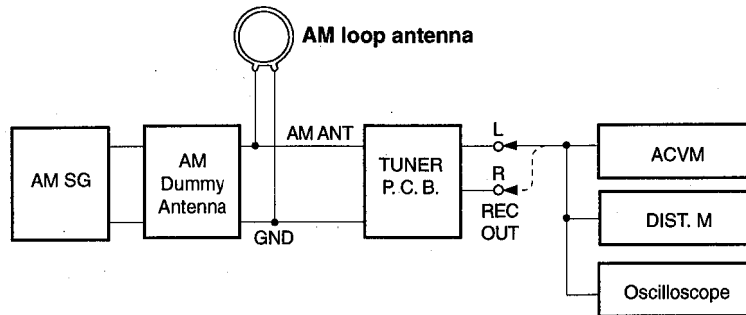 AM loop antenna
AM SG
AM
Dummy
Antenna
AM ANT
GND
TUNER
P. C. B.
L
R
REC
OUT
ACVM
DIST. M
Oscilloscope